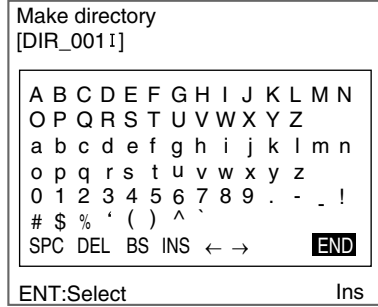 Make directory
[DIR_001I]
A B C D E F G H I J K L M N
O P Q R S T U V W X Y Z
a b c d e f g h i j k l m n
o p q r s t u v w x y z
0 1 2 3 4 5 6 7 8 9 . - _ !
# $ % ‘ ( ) ^ `
SPC DEL BS INS ← → END
ENT:Select Ins